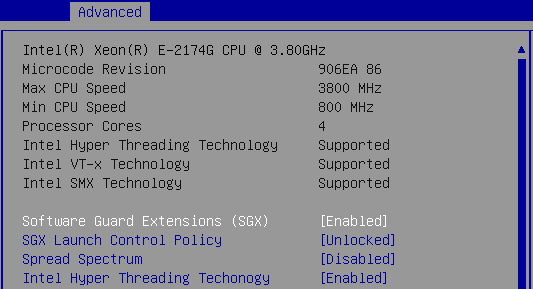 Advanced
Intel(R) Xeon(R) E-2174G CPU @ 3.80GHz
Microcode Revision 906EA 86
Max CPU Speed 3800 MHz
Min CPU Speed 800 MHz
Processor Cores 4
Intel Hyper Threading Technology Supported
Intel VT-x Technology Supported
Intel SMX Technology Supported
Software Guard Extensions (SGX) [Enabled]
SGX Launch Control Policy [Unlocked]
Spread Spectrum [Disabled]
Intel Hyper Threading Techonogy [Enabled]